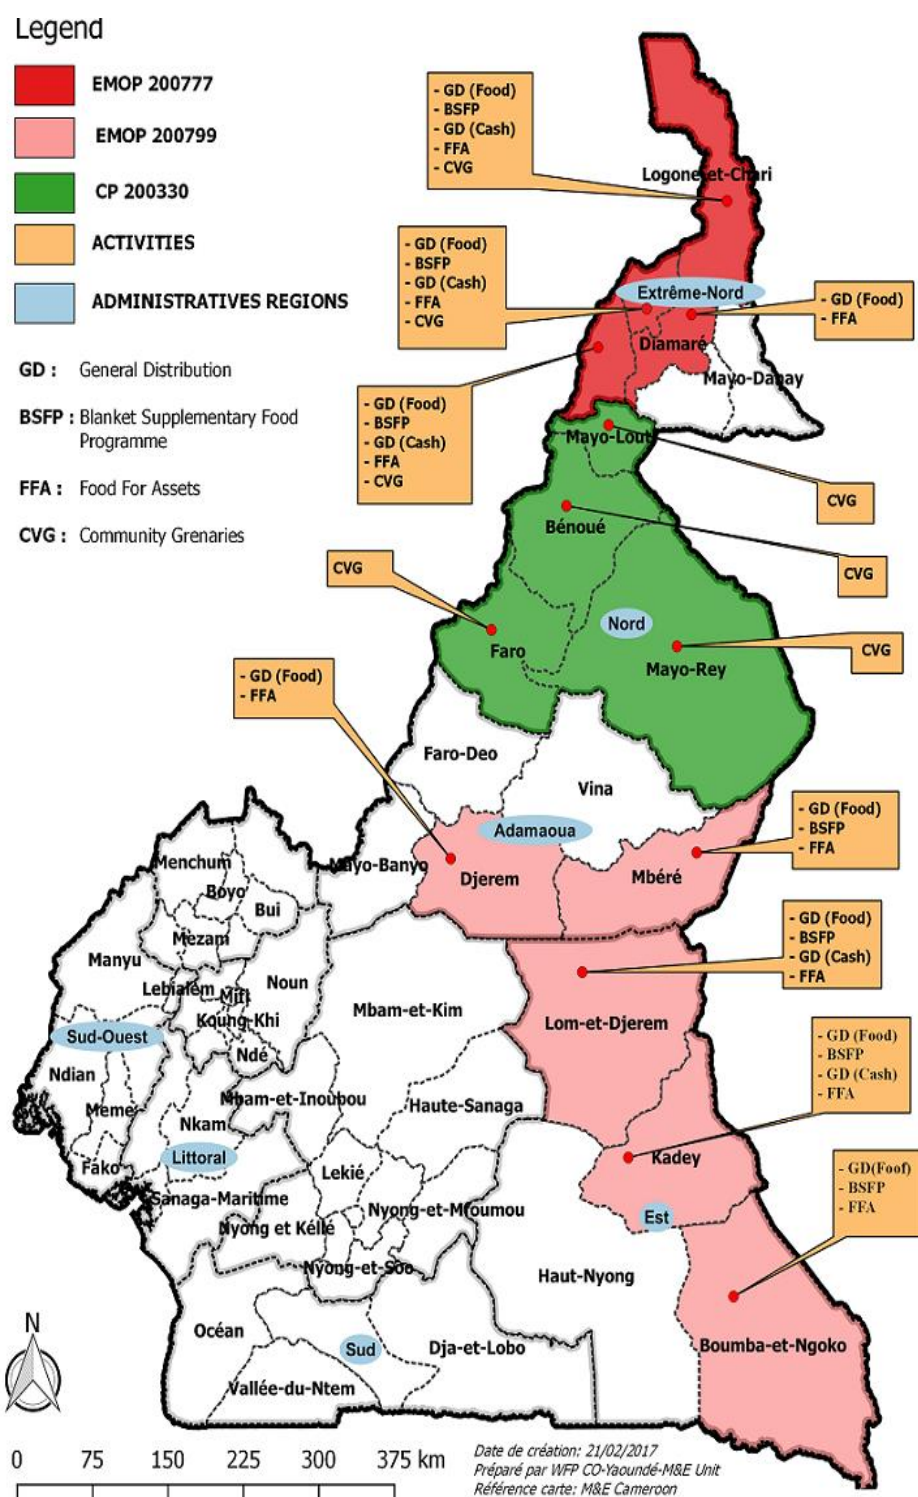 Legend
EMOP 200777
EMOP 200799
CP 200330
ACTIVITIES
ADMINISTRATIVES REGIONS
GD : General Distribution
BSFP : Blanket Supplementary Food
Programme
FFA : Food For Assets
CVG : Community Grenaries
- GD (Food)
- BSFP
- GD (Cash)
- FFA
- CVG
Logone-et-Chari
- GD (Food)
- BSFP
- GD (Cash)
- FFA
- CVG
Extrême-Nord
- GD (Food)
- FFA
Diamaré
Mayo-Danay
- GD (Food)
- BSFP
- GD (Cash)
- FFA
- CVG
Mayo-Louti
CVG
Bénoué
CVG
CVG
Nord
Faro
Mayo-Rey
CVG
- GD (Food)
- FFA
Faro-Deo
Vina
Adamaoua
- GD (Food)
- BSFP
- FFA
Mayo-Banyo
Djerem
Mbéré
Menchum
Boyo
Bui
- GD (Food)
- BSFP
- GD (Cash)
- FFA
Mezam
Manyu
Lebialem
Mifi
Noun
Mbam-et-Kim
Koung-Khi
Lom-et-Djerem
Sud-Ouest
Ndé
- GD (Food)
- BSFP
- GD (Cash)
- FFA
Ndian
Meme
Mbam-et-Inoubou
Haute-Sanaga
Nkam
Littoral
Fako
Lekié
Kadey
- GD(Foof)
- BSFP
- FFA
Sanaga-Maritime
Nyong-et-Mfoumou
Nyong et Kéllé
Est
Nyong-et-Soo
Haut-Nyong
Océan
Sud
Dja-et-Lobo
Boumba-et-Ngoko
Vallée-du-Ntem
N
0 75 150 225 300 375 km
Date de création: 21/02/2017
Préparé par WFP CO-Yaoundé-M&E Unit
Référence carte: M&E Cameroon